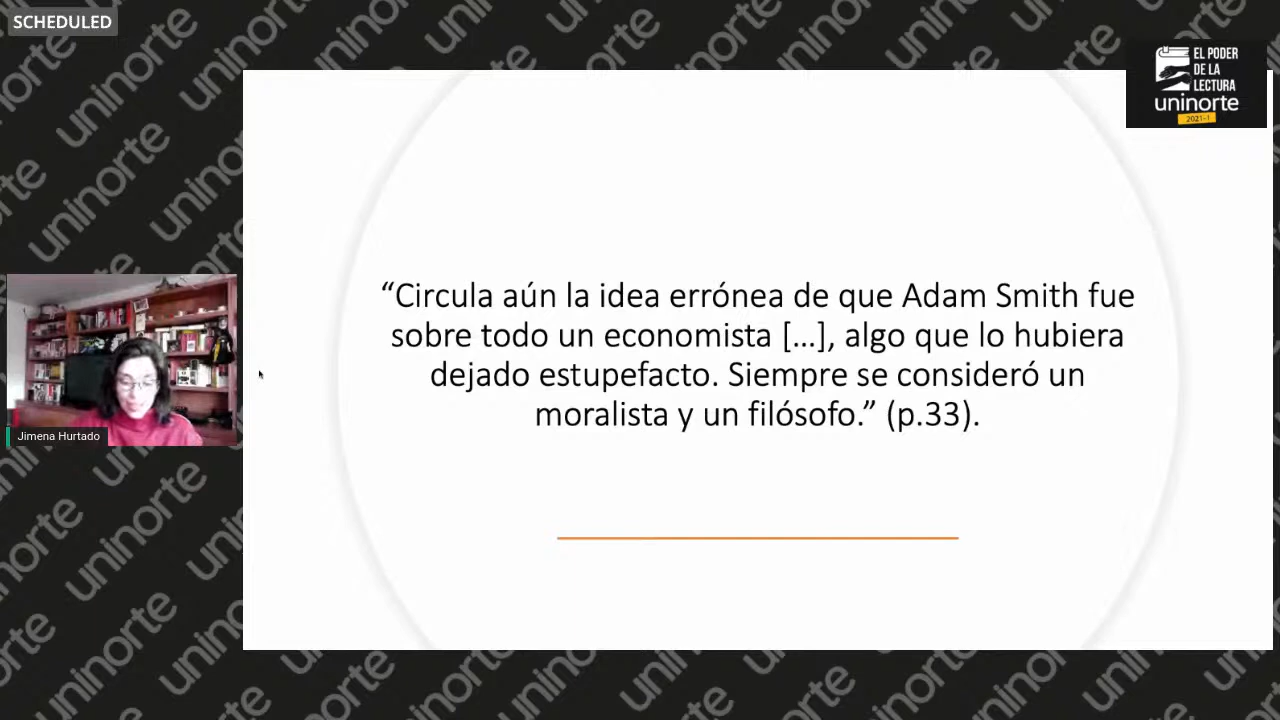 SCHEDULED
EL PODER
DE LA
LECTURA
uninorte
2021-1
“Circula aún la idea errónea de que Adam Smith fue
sobre todo un economista [...], algo que lo hubiera
dejado estupefacto. Siempre se consideró un
moralista y un filósofo.” (p.33).
Jimena Hurtado